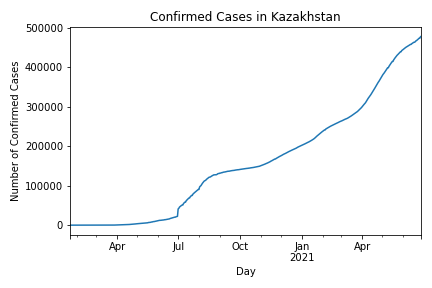 Confirmed Cases in Kazakhstan
Number of Confirmed Cases
500000
400000
300000
200000
100000
0
Apr Jul Oct Jan Apr
2021
Day